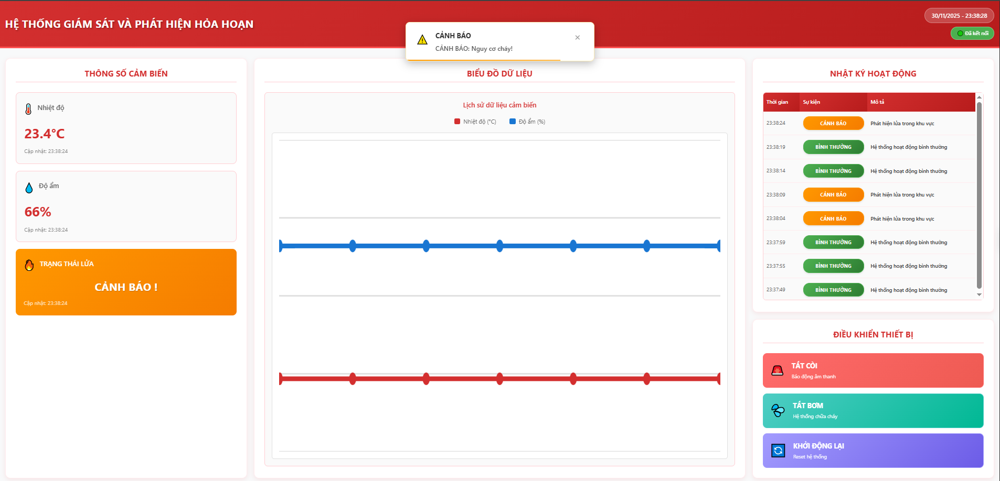 HỆ THỐNG GIÁM SÁT VÀ PHÁT HIỆN HỎA HOẠN
30/11/2025 - 23:38:28
Đã kết nối
CẢNH BÁO
CẢNH BÁO: Nguy cơ cháy!
THÔNG SỐ CẢM BIẾN
Nhiệt độ
23.4°C
Cập nhật: 23:38:24
Độ ẩm
66%
Cập nhật: 23:38:24
TRẠNG THÁI LỬA
CẢNH BÁO !
Cập nhật: 23:38:24
BIỂU ĐỒ DỮ LIỆU
Lịch sử dữ liệu cảm biến
Nhiệt độ (°C) Độ ẩm (%)
NHẬT KÝ HOẠT ĐỘNG
Thời gian Sự kiện Mô tả
23:38:24 CẢNH BÁO Phát hiện lửa trong khu vực
23:38:19 BÌNH THƯỜNG Hệ thống hoạt động bình thường
23:38:14 BÌNH THƯỜNG Hệ thống hoạt động bình thường
23:38:09 CẢNH BÁO Phát hiện lửa trong khu vực
23:38:04 CẢNH BÁO Phát hiện lửa trong khu vực
23:37:59 BÌNH THƯỜNG Hệ thống hoạt động bình thường
23:37:55 BÌNH THƯỜNG Hệ thống hoạt động bình thường
23:37:49 BÌNH THƯỜNG Hệ thống hoạt động bình thường
ĐIỀU KHIỂN THIẾT BỊ
TẮT CÒI
Báo động âm thanh
TẮT BƠM
Hệ thống chữa cháy
KHỞI ĐỘNG LẠI
Reset hệ thống